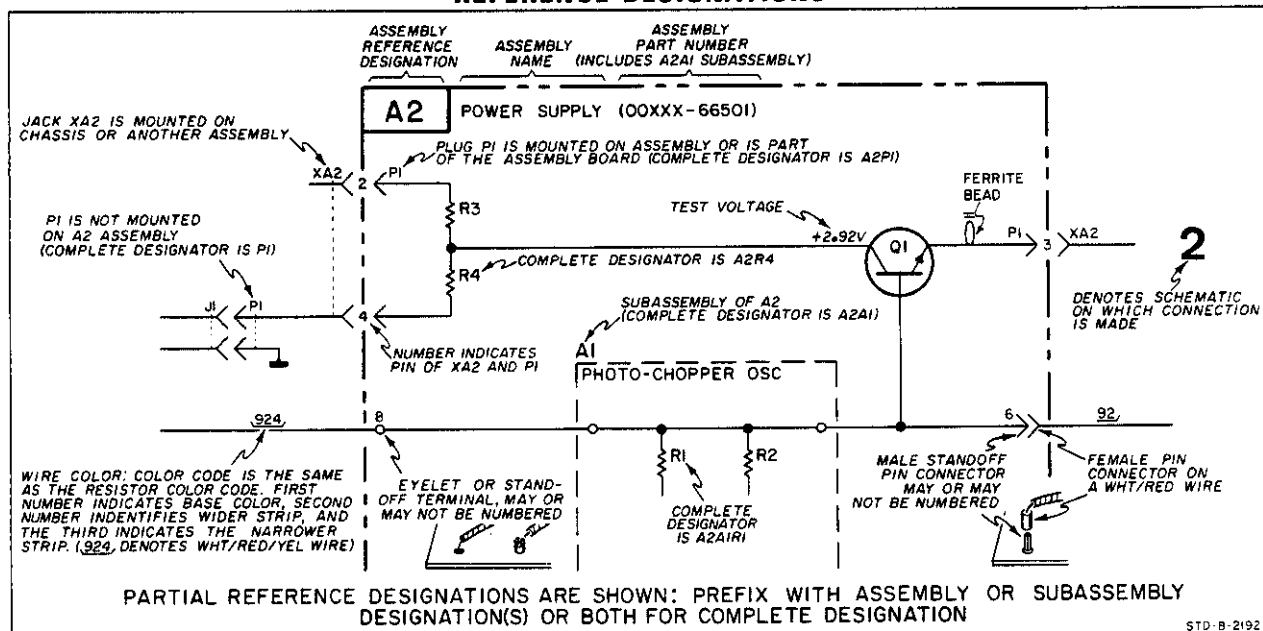 REFERENCE DESIGNATIONS
ASSEMBLY
REFERENCE
DESIGNATION
ASSEMBLY
NAME
ASSEMBLY
PART NUMBER
(INCLUDES A2A1 SUBASSEMBLY)
A2
POWER SUPPLY (00XXX-66501)
JACK XA2 IS MOUNTED ON
CHASSIS OR ANOTHER ASSEMBLY
XA2
2
P1
PLUG P1 IS MOUNTED ON ASSEMBLY OR IS PART
OF THE ASSEMBLY BOARD (COMPLETE DESIGNATOR IS A2P1)
P1 IS NOT MOUNTED
ON A2 ASSEMBLY
(COMPLETE DESIGNATOR IS P1)
R3
TEST VOLTAGE
+2.92V
Q1
FERRITE
BEAD
P1
3
XA2
2
R4
COMPLETE DESIGNATOR IS A2R4
DENOTES SCHEMATIC
ON WHICH CONNECTION
IS MADE
J1
P1
4
SUBASSEMBLY OF A2
(COMPLETE DESIGNATOR IS A2A1)
NUMBER INDICATES
PIN OF XA2 AND P1
A1
PHOTO-CHOPPER OSC
924
8
6
92
R1
R2
WIRE COLOR: COLOR CODE IS THE SAME
AS THE RESISTOR COLOR CODE. FIRST
NUMBER INDICATES BASE COLOR, SECOND
NUMBER INDENTIFIES WIDER STRIP, AND
THE THIRD INDICATES THE NARROWER
STRIP. (924 DENOTES WHT/RED/YEL WIRE)
EYELET OR STAND-
OFF TERMINAL, MAY OR
MAY NOT BE NUMBERED
COMPLETE
DESIGNATOR
IS A2A1R1
MALE STANDOFF
PIN CONNECTOR
MAY OR MAY
NOT BE NUMBERED
FEMALE PIN
CONNECTOR ON
A WHT/RED WIRE
PARTIAL REFERENCE DESIGNATIONS ARE SHOWN: PREFIX WITH ASSEMBLY OR SUBASSEMBLY
DESIGNATION(S) OR BOTH FOR COMPLETE DESIGNATION
STD-B-2192